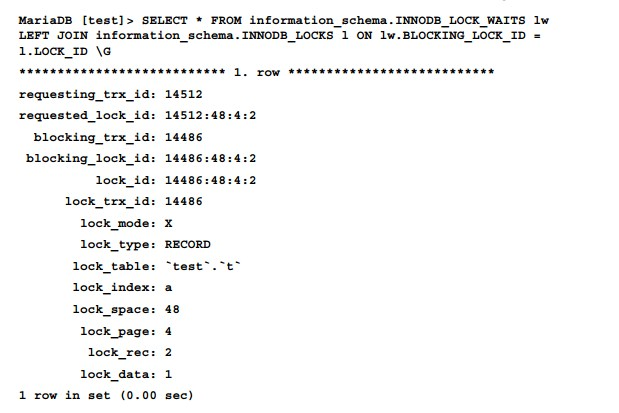 MariaDB [test]> SELECT * FROM information_schema.INNODB_LOCK_WAITS lw
LEFT JOIN information_schema.INNODB_LOCKS l ON lw.BLOCKING_LOCK_ID =
l.LOCK_ID \G
*************************** 1. row ***************************
requesting_trx_id: 14512
requested_lock_id: 14512:48:4:2
blocking_trx_id: 14486
blocking_lock_id: 14486:48:4:2
lock_id: 14486:48:4:2
lock_trx_id: 14486
lock_mode: X
lock_type: RECORD
lock_table: `test`.`t`
lock_index: a
lock_space: 48
lock_page: 4
lock_rec: 2
lock_data: 1
1 row in set (0.00 sec)